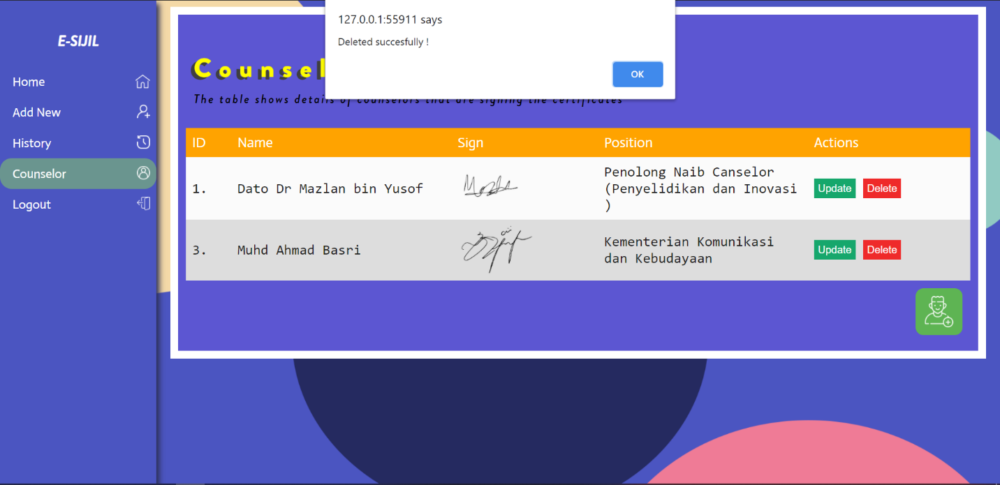 127.0.0.1:55911 says
Deleted succesfully !
OK
E-SIJIL
Home
Add New
History
Counselor
Logout
Counsel
The table shows details of counselors that are signing the certificates
ID Name Sign Position Actions
1. Dato Dr Mazlan bin Yusof Penolong Naib Canselor
(Penyelidikan dan Inovasi
) Update Delete
3. Muhd Ahmad Basri Kementerian Komunikasi
dan Kebudayaan Update Delete